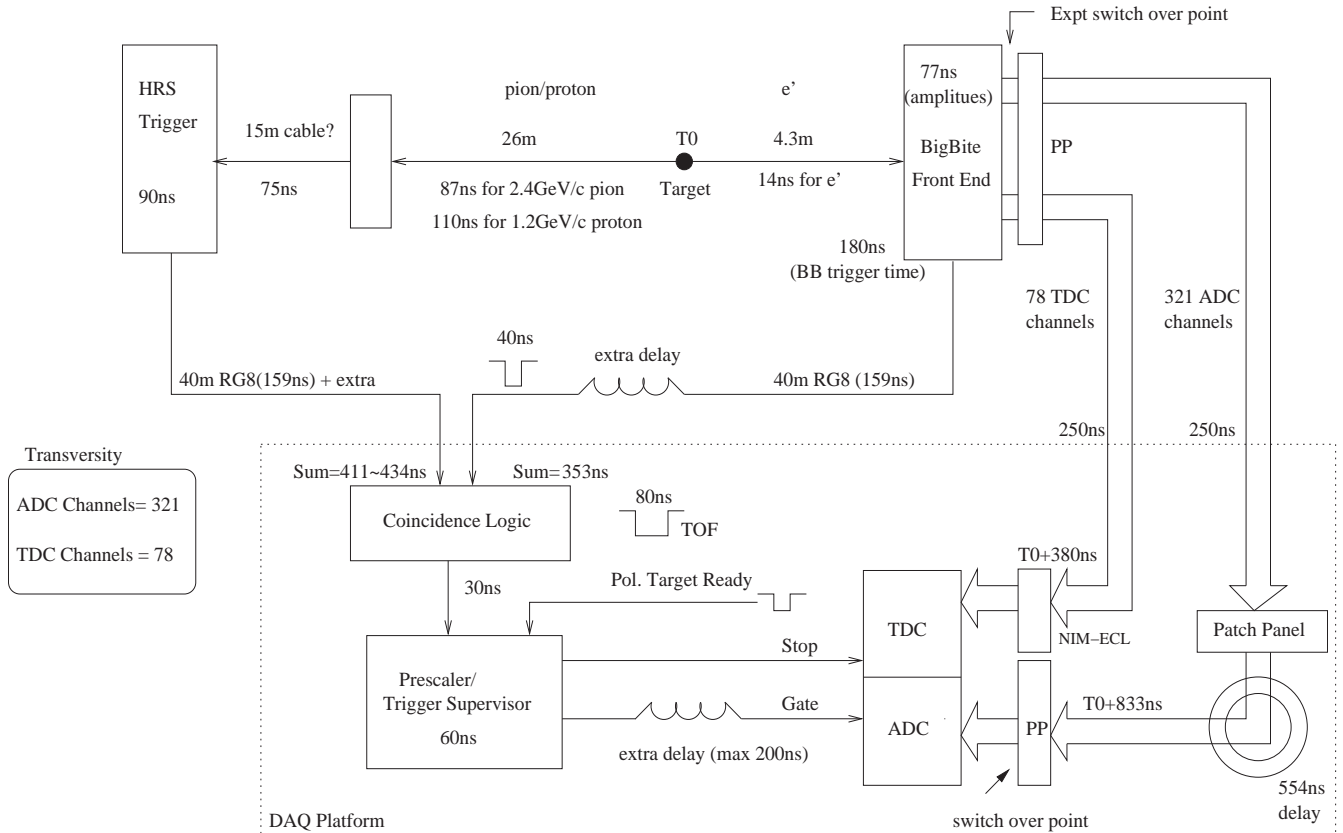 Expt switch over point
HRS
Trigger
90ns
15m cable?
75ns
pion/proton
26m
87ns for 2.4GeV/c pion
110ns for 1.2GeV/c proton
T0
Target
e'
4.3m
14ns for e'
77ns
(amplitues)
BigBite
Front End
PP
180ns
(BB trigger time)
78 TDC
channels
321 ADC
channels
40ns
extra delay
40m RG8(159ns) + extra
40m RG8 (159ns)
250ns
250ns
Transversity
ADC Channels= 321
TDC Channels = 78
Sum=411~434ns
Sum=353ns
Coincidence Logic
80ns
TOF
30ns
Pol. Target Ready
T0+380ns
NIM-ECL
Patch Panel
TDC
Stop
Prescaler/
Trigger Supervisor
60ns
Gate
ADC
PP
T0+833ns
extra delay (max 200ns)
554ns
delay
switch over point
DAQ Platform